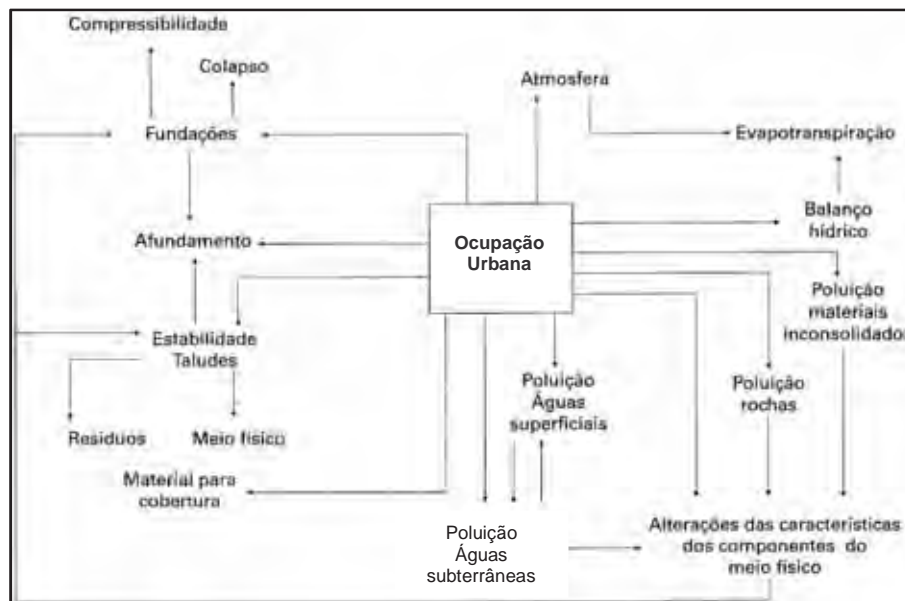 Compressibilidade
Colapso
Atmosfera
Fundações
Evapotranspiração
Balanço
hídrico
Afundamento
Ocupação
Urbana
Poluição
materiais
inconsolidador
Estabilidade
Taludes
Poluição
Águas
superficiais
Poluição
rochas
Resíduos
Meio físico
Material para
cobertura
Poluição
Águas
subterrâneas
Alterações das características
dos componentes do
meio físico